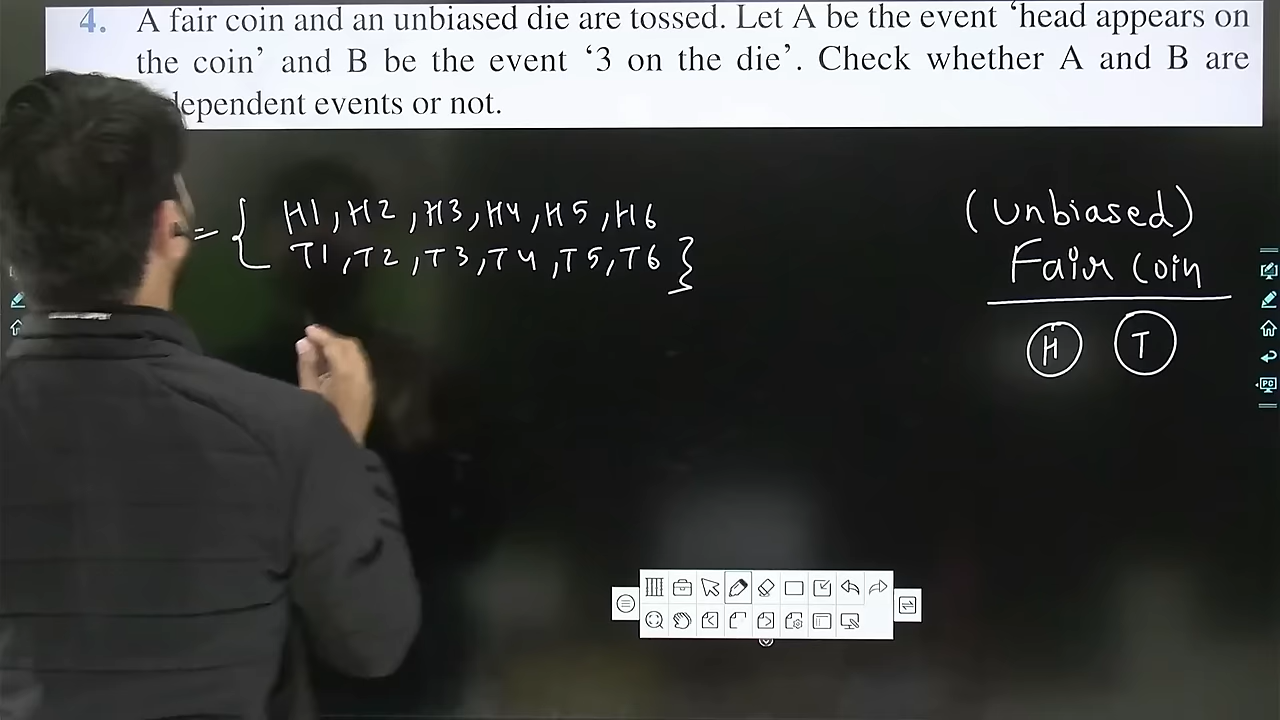 4. A fair coin and an unbiased die are tossed. Let A be the event ‘head appears on
the coin’ and B be the event ‘3 on the die’. Check whether A and B are
events or not.
= { H1, H2, H3, H4, H5, H6
T1, T2, T3, T4, T5, T6 }
(unbiased)
Fair coin
H T
PC